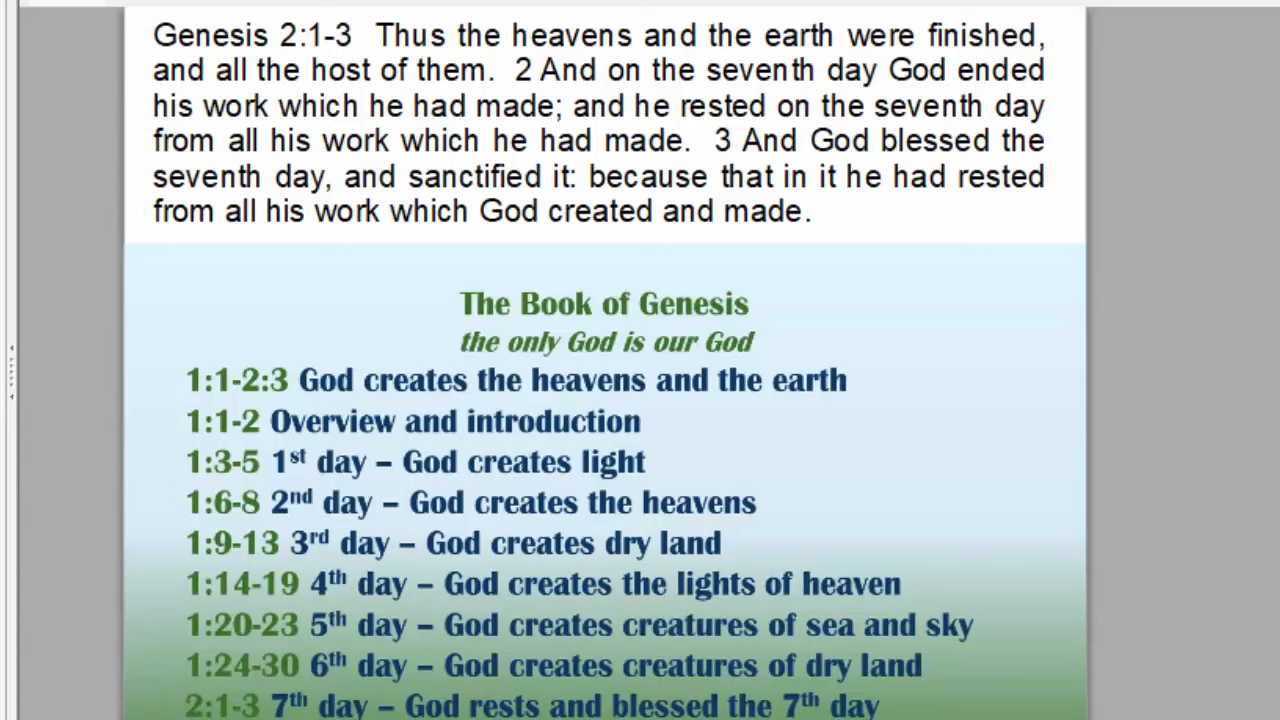 Genesis 2:1-3 Thus the heavens and the earth were finished,
and all the host of them. 2 And on the seventh day God ended
his work which he had made; and he rested on the seventh day
from all his work which he had made. 3 And God blessed the
seventh day, and sanctified it: because that in it he had rested
from all his work which God created and made.
The Book of Genesis
the only God is our God
1:1-2:3 God creates the heavens and the earth
1:1-2 Overview and introduction
1:3-5 1st day – God creates light
1:6-8 2nd day – God creates the heavens
1:9-13 3rd day – God creates dry land
1:14-19 4th day – God creates the lights of heaven
1:20-23 5th day – God creates creatures of sea and sky
1:24-30 6th day – God creates creatures of dry land
2:1-3 7th day – God rests and blessed the 7th day